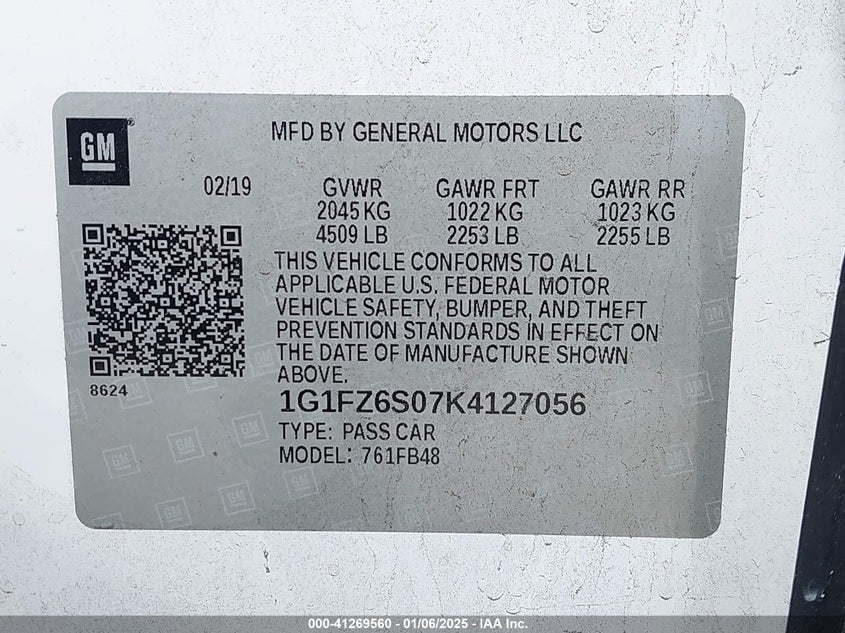 GM
MFD BY GENERAL MOTORS LLC
02/19 GVWR GAWR FRT GAWR RR
2045 KG 1022 KG 1023 KG
4509 LB 2253 LB 2255 LB
THIS VEHICLE CONFORMS TO ALL
APPLICABLE U.S. FEDERAL MOTOR
VEHICLE SAFETY, BUMPER, AND THEFT
PREVENTION STANDARDS IN EFFECT ON
THE DATE OF MANUFACTURE SHOWN
ABOVE.
8624
1G1FZ6S07K4127056
TYPE: PASS CAR
MODEL: 761FB48
000-41269560 - 01/06/2025 - IAA Inc.